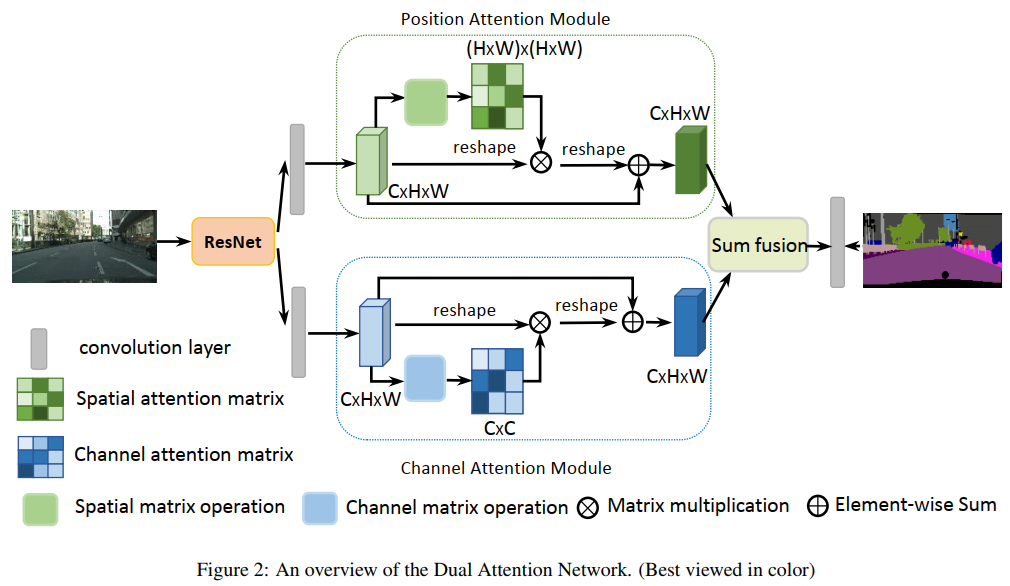 Position Attention Module
(HxW)x(HxW)
CxHxW
reshape
reshape
CxHxW
ResNet
Sum fusion
reshape
reshape
CxHxW
CxHxW
CxC
Channel Attention Module
convolution layer
Spatial attention matrix
Channel attention matrix
Spatial matrix operation
Channel matrix operation
Matrix multiplication
Element-wise Sum
Figure 2: An overview of the Dual Attention Network. (Best viewed in color)